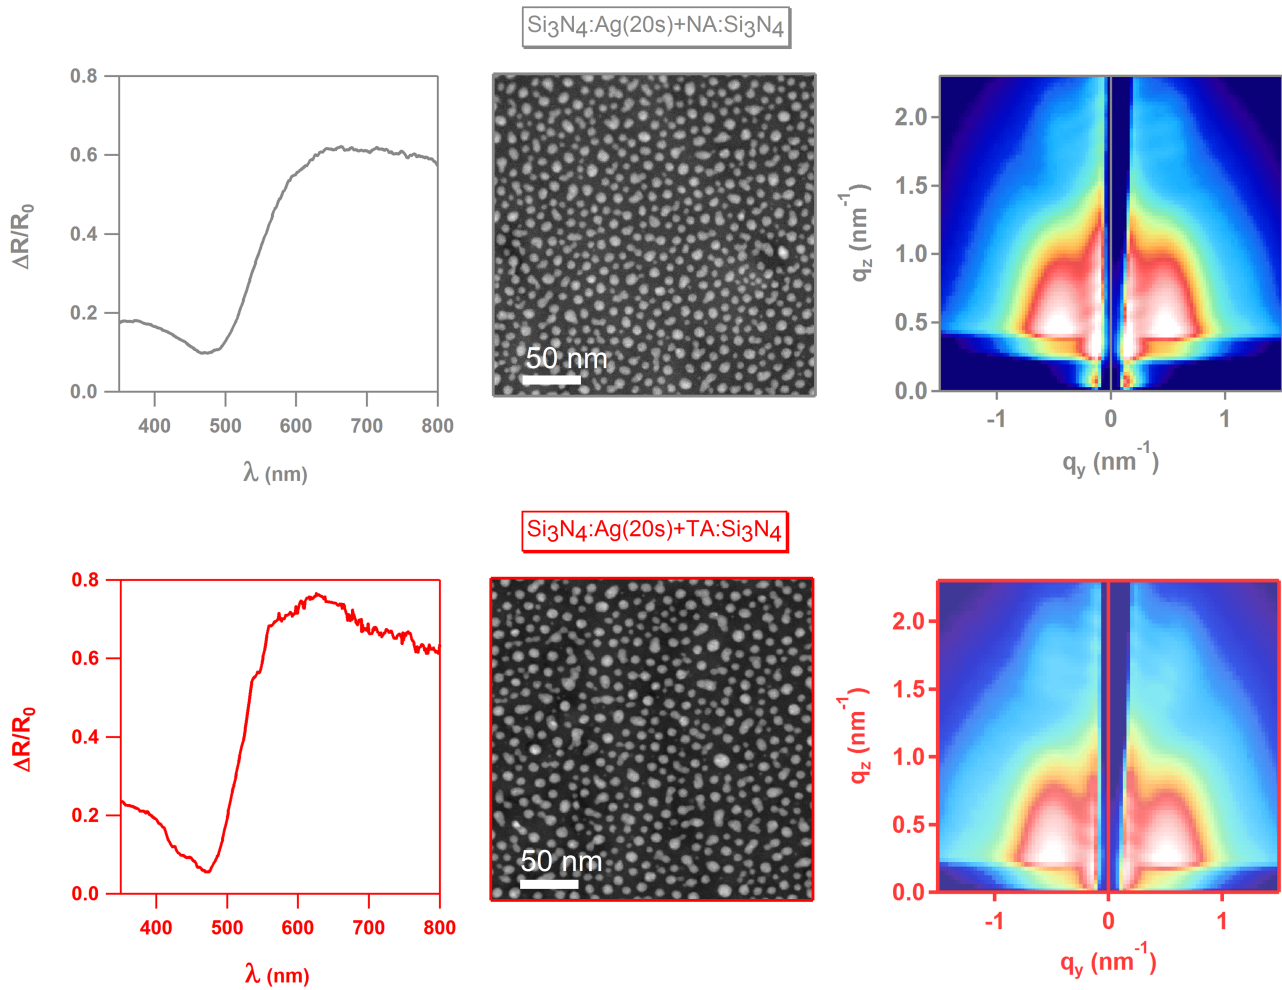 Si3N4:Ag(20s)+NA:Si3N4
0.8
0.6
0.4
0.2
0.0
ΔR/R0
400 500 600 700 800
λ (nm)
50 nm
2.0
1.5
1.0
0.5
0.0
qz (nm-1)
-1 0 1
qy (nm-1)
Si3N4:Ag(20s)+TA:Si3N4
0.8
0.6
0.4
0.2
0.0
ΔR/R0
400 500 600 700 800
λ (nm)
50 nm
2.0
1.5
1.0
0.5
0.0
qz (nm-1)
-1 0 1
qy (nm-1)